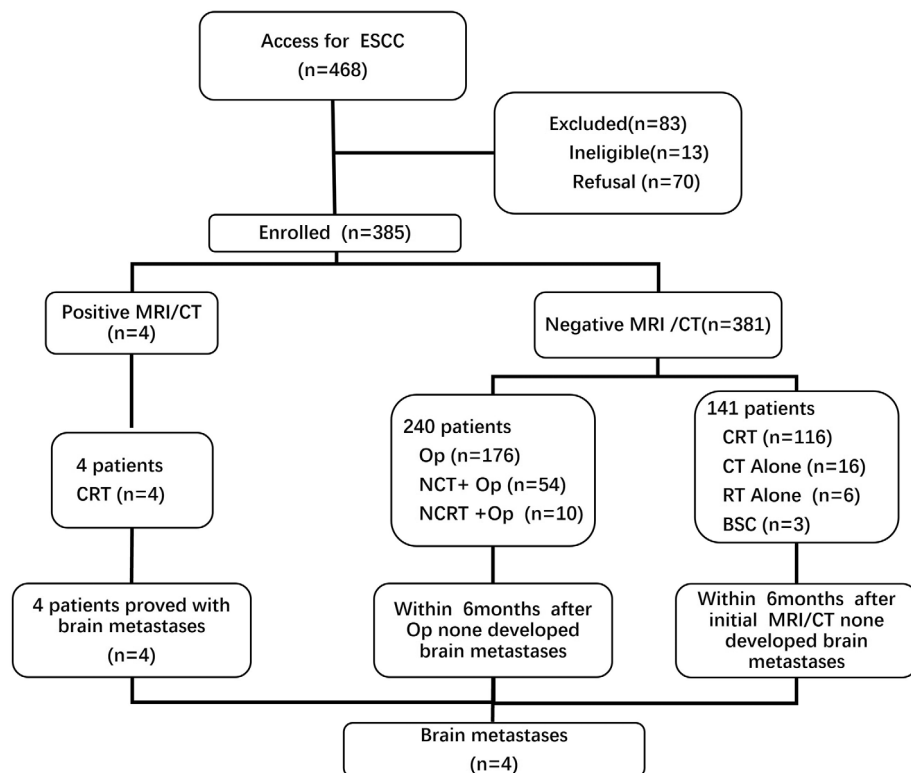 Access for ESCC
(n=468)
Excluded(n=83)
Ineligible(n=13)
Refusal (n=70)
Enrolled (n=385)
Positive MRI/CT
(n=4)
Negative MRI /CT(n=381)
4 patients
CRT (n=4)
240 patients
Op (n=176)
NCT+ Op (n=54)
NCRT +Op (n=10)
141 patients
CRT (n=116)
CT Alone (n=16)
RT Alone (n=6)
BSC (n=3)
4 patients proved with
brain metastases
(n=4)
Within 6months after
Op none developed
brain metastases
Within 6months after
initial MRI/CT none
developed brain
metastases
Brain metastases
(n=4)